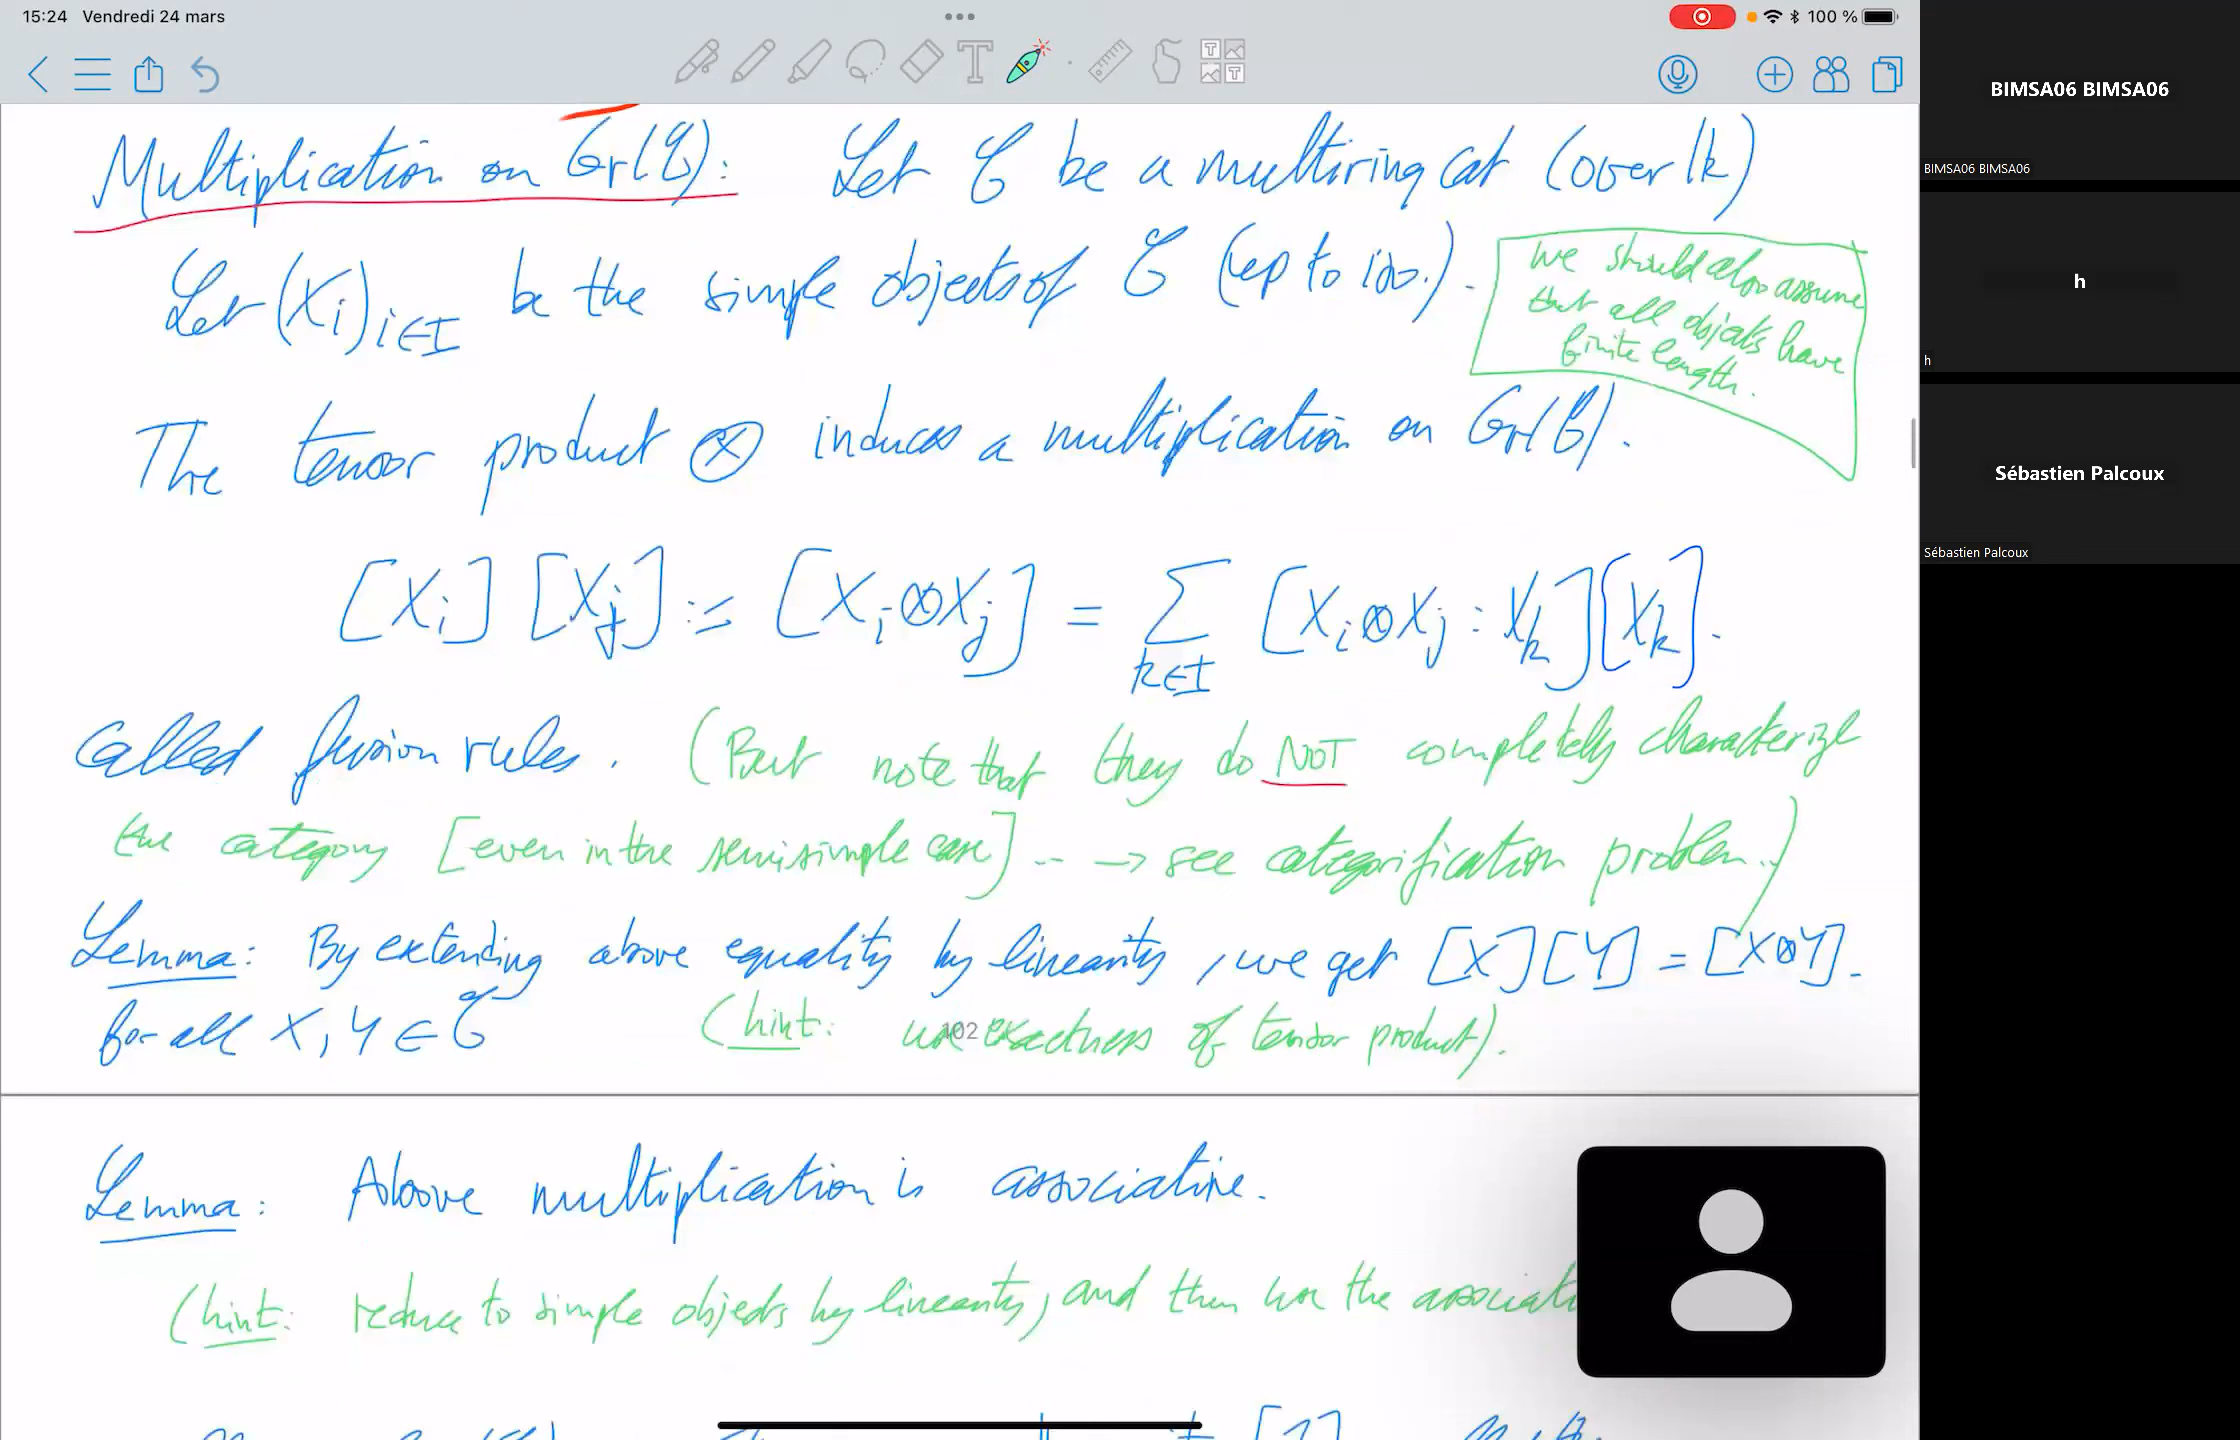 15:24 Vendredi 24 mars
100 %
Multiplication on Gr(𝒞): Let 𝒞 be a multiring cat (over 𝕜)
Let (Xᵢ)ᵢ∈I be the simple objects of 𝒞 (up to iso.).
we should also assume
that all objects have
finite length.
The tensor product ⊗ induces a multiplication on Gr(𝒞).
[Xᵢ] [Xⱼ] := [Xᵢ⊗Xⱼ] = ∑_{k∈I} [Xᵢ⊗Xⱼ : Xₖ][Xₖ].
called fusion rules. (But note that they do NOT completely characterize
the category [even in the semisimple case] .. → see categorification problem..)
Lemma: By extending above equality by linearity, we get [X][Y] = [X⊗Y].
for all X, Y ∈ 𝒞 (hint: use exactness of tensor product).
102
Lemma: Above multiplication is associative.
(hint: reduce to simple objects by linearity, and then use the associati
BIMSA06 BIMSA06
BIMSA06 BIMSA06
h
h
Sébastien Palcoux
Sébastien Palcoux